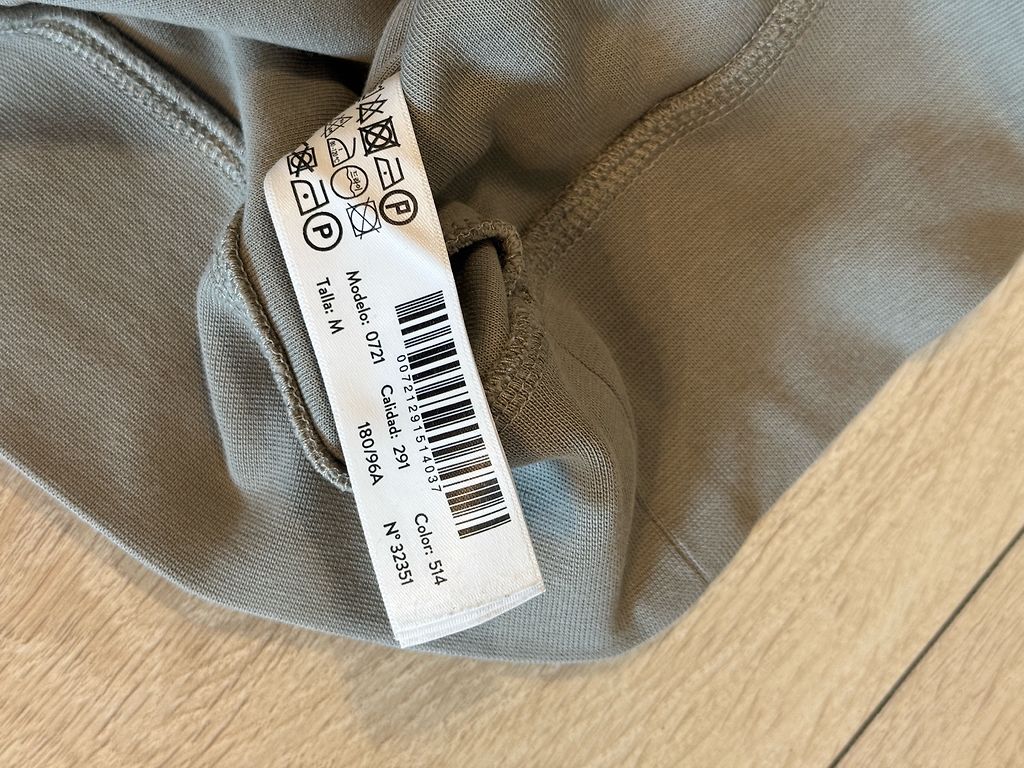 P
P
00721291514037
Modelo: 0721 Calidad: 291 Color: 514
Talla: M 180/96A Nº 32351